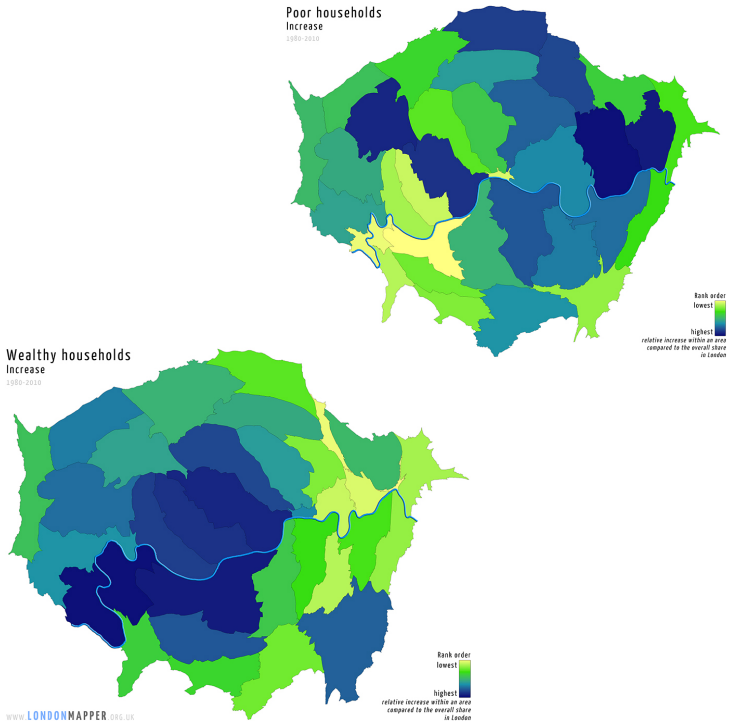 Poor households
Increase
1980-2010
Rank order
lowest
highest
relative increase within an area
compared to the overall share
in London
Wealthy households
Increase
1980-2010
Rank order
lowest
highest
relative increase within an area
compared to the overall share
in London
WWW.LONDONMAPPER.ORG.UK